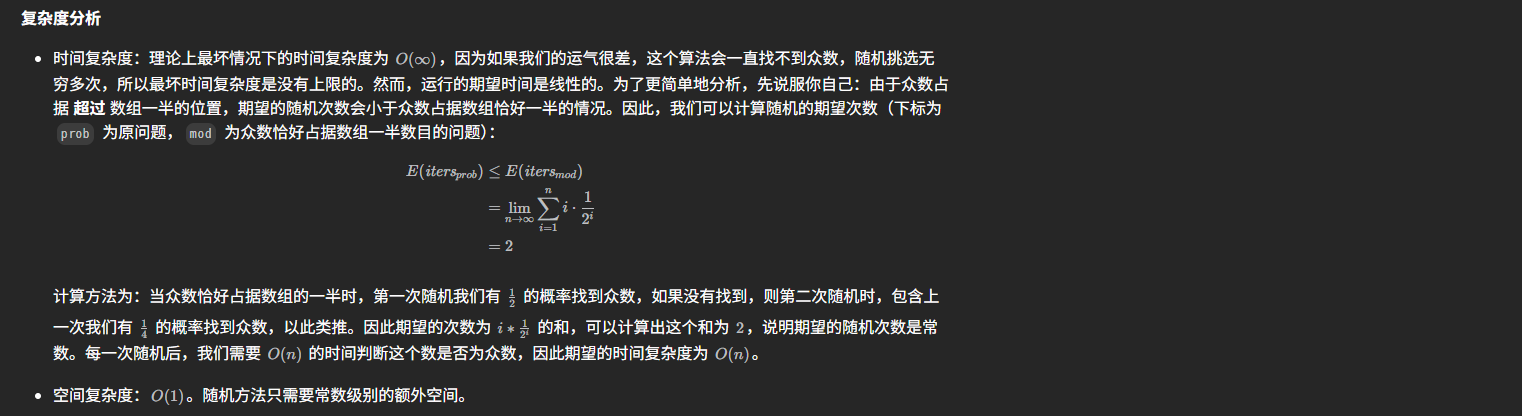 复杂度分析
• 时间复杂度：理论上最坏情况下的时间复杂度为 O(∞)，因为如果我们的运气很差，这个算法会一直找不到众数，随机挑选无
穷多次，所以最坏时间复杂度是没有上限的。然而，运行的期望时间是线性的。为了更简单地分析，先说服你自己：由于众数占
据 超过 数组一半的位置，期望的随机次数会小于众数占据数组恰好一半的情况。因此，我们可以计算随机的期望次数（下标为
prob 为原问题， mod 为众数恰好占据数组一半数目的问题）：
E(iters_{prob}) ≤ E(iters_{mod})
= lim_{n→∞} ∑_{i=1}^{n} i · \frac{1}{2^i}
= 2
计算方法为：当众数恰好占据数组的一半时，第一次随机我们有 \frac{1}{2} 的概率找到众数，如果没有找到，则第二次随机时，包含上
一次我们有 \frac{1}{4} 的概率找到众数，以此类推。因此期望的次数为 i * \frac{1}{2^i} 的和，可以计算出这个和为 2，说明期望的随机次数是常
数。每一次随机后，我们需要 O(n) 的时间判断这个数是否为众数，因此期望的时间复杂度为 O(n)。
• 空间复杂度：O(1)。随机方法只需要常数级别的额外空间。